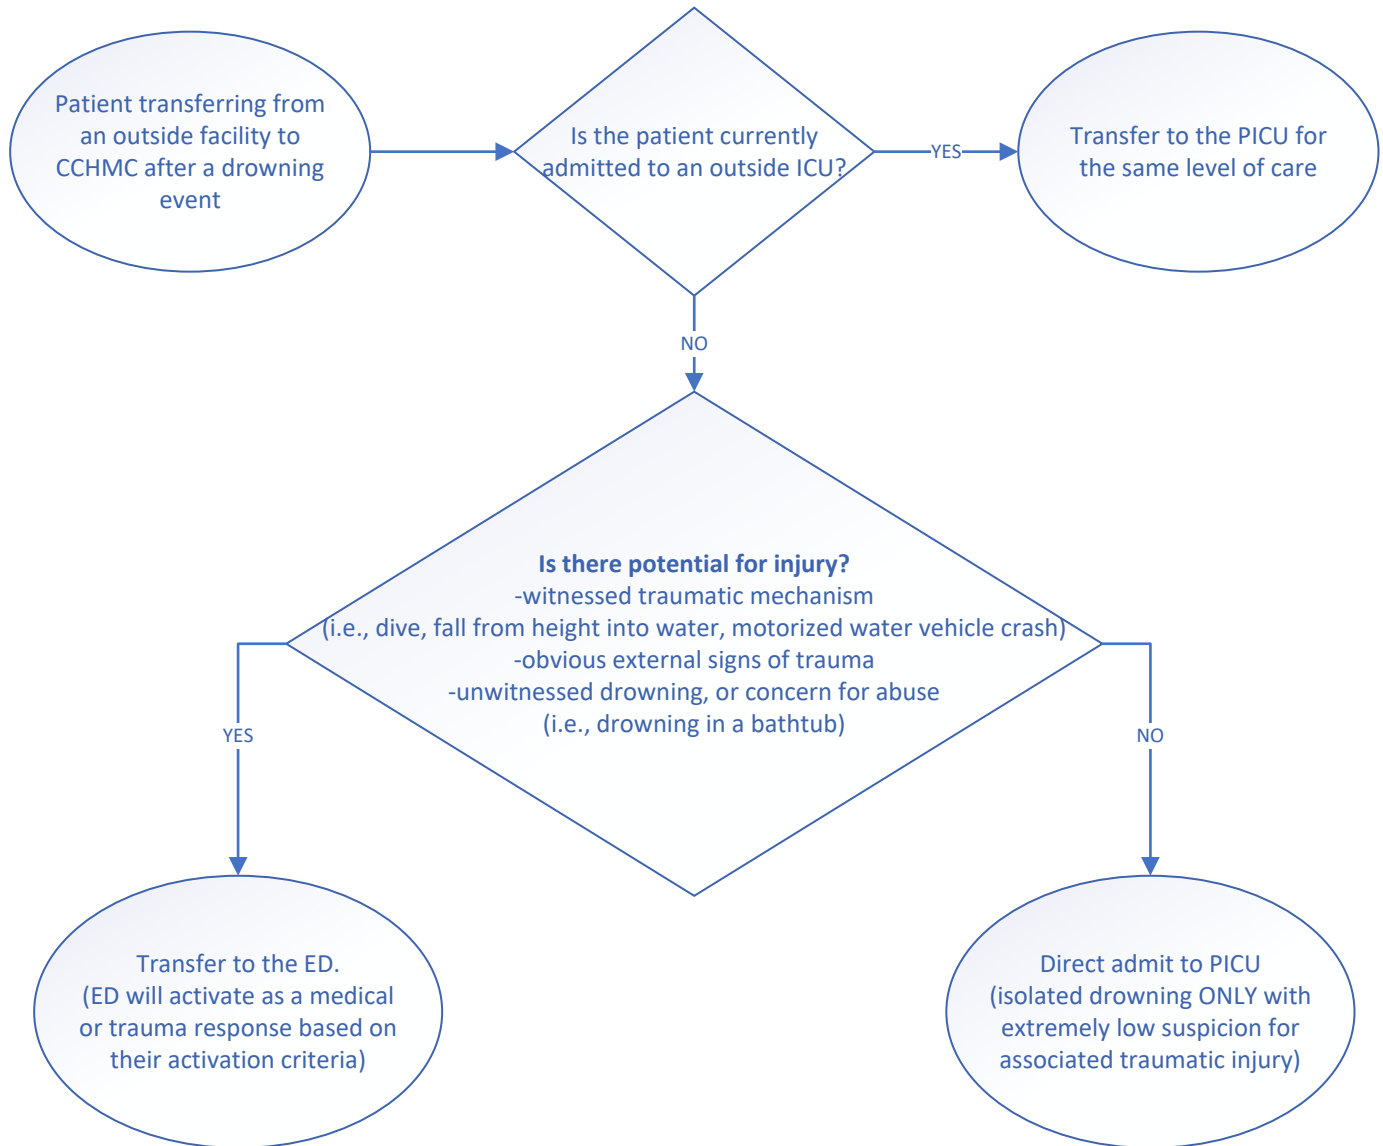 Patient transferring from
an outside facility to
CCHMC after a drowning
event
Is the patient currently
admitted to an outside ICU?
YES
Transfer to the PICU for
the same level of care
NO
Is there potential for injury?
-witnessed traumatic mechanism
(i.e., dive, fall from height into water, motorized water vehicle crash)
-obvious external signs of trauma
-unwitnessed drowning, or concern for abuse
(i.e., drowning in a bathtub)
YES
NO
Transfer to the ED.
(ED will activate as a medical
or trauma response based on
their activation criteria)
Direct admit to PICU
(isolated drowning ONLY with
extremely low suspicion for
associated traumatic injury)